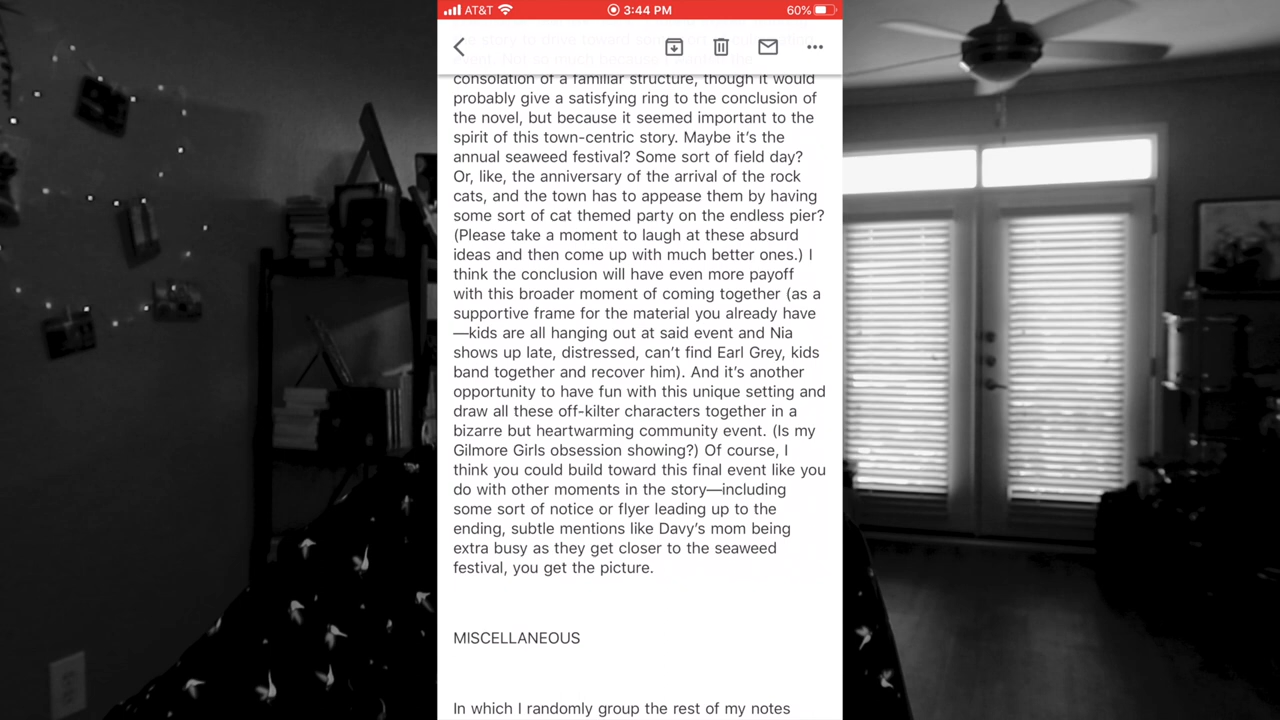 AT&T 3:44 PM 60%
consolation of a familiar structure, though it would
probably give a satisfying ring to the conclusion of
the novel, but because it seemed important to the
spirit of this town-centric story. Maybe it’s the
annual seaweed festival? Some sort of field day?
Or, like, the anniversary of the arrival of the rock
cats, and the town has to appease them by having
some sort of cat themed party on the endless pier?
(Please take a moment to laugh at these absurd
ideas and then come up with much better ones.) I
think the conclusion will have even more payoff
with this broader moment of coming together (as a
supportive frame for the material you already have
—kids are all hanging out at said event and Nia
shows up late, distressed, can’t find Earl Grey, kids
band together and recover him). And it’s another
opportunity to have fun with this unique setting and
draw all these off-kilter characters together in a
bizarre but heartwarming community event. (Is my
Gilmore Girls obsession showing?) Of course, I
think you could build toward this final event like you
do with other moments in the story—including
some sort of notice or flyer leading up to the
ending, subtle mentions like Davy’s mom being
extra busy as they get closer to the seaweed
festival, you get the picture.
MISCELLANEOUS
In which I randomly group the rest of my notes